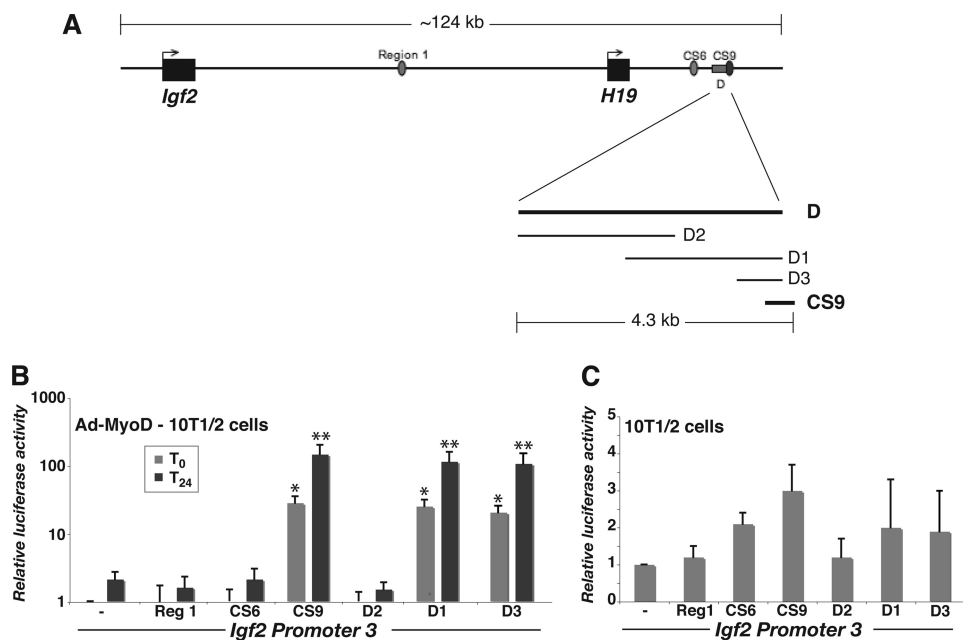 A
~124 kb
Region 1
CS6 CS9
D
Igf2
H19
D
D2
D1
D3
CS9
4.3 kb
B
Relative luciferase activity
1000
100
10
1
Ad-MyoD - 10T1/2 cells
T0
T24
*
**
*
**
*
**
- Reg 1 CS6 CS9 D2 D1 D3
Igf2 Promoter 3
C
Relative luciferase activity
5
4
3
2
1
0
10T1/2 cells
- Reg1 CS6 CS9 D2 D1 D3
Igf2 Promoter 3